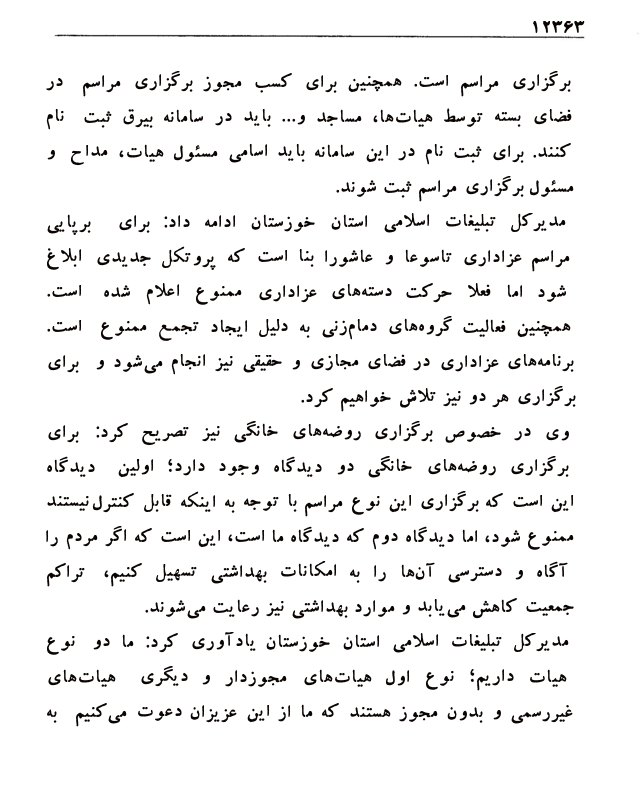 ۱۲۳۶۳
برگزاری مراسم است. همچنین برای کسب مجوز برگزاری مراسم در
فضای بسته توسط هیات‌ها، مساجد و... باید در سامانه بیرق ثبت نام
کنند. برای ثبت نام در این سامانه باید اسامی مسئول هیات، مداح و
مسئول برگزاری مراسم ثبت شوند.
مدیرکل تبلیغات اسلامی استان خوزستان ادامه داد: برای برپایی
مراسم عزاداری تاسوعا و عاشورا بنا است که پروتکل جدیدی ابلاغ
شود اما فعلا حرکت دسته‌های عزاداری ممنوع اعلام شده است.
همچنین فعالیت گروه‌های دمام‌زنی به دلیل ایجاد تجمع ممنوع است.
برنامه‌های عزاداری در فضای مجازی و حقیقی نیز انجام می‌شود و برای
برگزاری هر دو نیز تلاش خواهیم کرد.
وی در خصوص برگزاری روضه‌های خانگی نیز تصریح کرد: برای
برگزاری روضه‌های خانگی دو دیدگاه وجود دارد؛ اولین دیدگاه
این است که برگزاری این نوع مراسم با توجه به اینکه قابل کنترل نیستند
ممنوع شود، اما دیدگاه دوم که دیدگاه ما است، این است که اگر مردم را
آگاه و دسترسی آن‌ها را به امکانات بهداشتی تسهیل کنیم، تراکم
جمعیت کاهش می‌یابد و موارد بهداشتی نیز رعایت می‌شوند.
مدیرکل تبلیغات اسلامی استان خوزستان یادآوری کرد: ما دو نوع
هیات داریم؛ نوع اول هیات‌های مجوزدار و دیگری هیات‌های
غیررسمی و بدون مجوز هستند که ما از این عزیزان دعوت می‌کنیم به